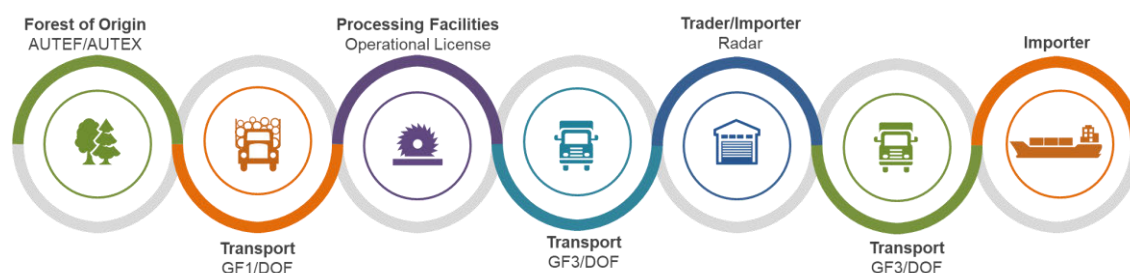 Forest of Origin
AUTEF/AUTEX
Transport
GF1/DOF
Processing Facilities
Operational License
Transport
GF3/DOF
Trader/Importer
Radar
Transport
GF3/DOF
Importer